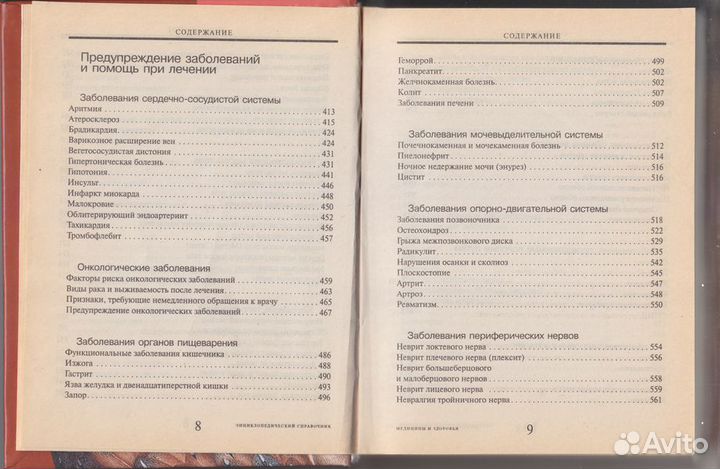 СОДЕРЖАНИЕ
Предупреждение заболеваний
и помощь при лечении
Заболевания сердечно-сосудистой системы
Аритмия 413
Атеросклероз 415
Брадикардия 424
Варикозное расширение вен 424
Вегетососудистая дистония 431
Гипертоническая болезнь 431
Гипотония 441
Инсульт 446
Инфаркт миокарда 448
Малокровие 450
Облитерирующий эндоартериит 452
Тахикардия 456
Тромбофлебит 457
Онкологические заболевания
Факторы риска онкологических заболеваний 459
Виды рака и выживаемость после лечения 463
Признаки, требующие немедленного обращения к врачу 465
Предупреждение онкологических заболеваний 467
Заболевания органов пищеварения
Функциональные заболевания кишечника 486
Изжога 488
Гастрит 490
Язва желудка и двенадцатиперстной кишки 493
Запор 496
8 ЭНЦИКЛОПЕДИЧЕСКИЙ СПРАВОЧНИК
СОДЕРЖАНИЕ
Геморрой 499
Панкреатит 502
Желчнокаменная болезнь 502
Колит 507
Заболевания печени 509
Заболевания мочевыделительной системы
Почечнокаменная и мочекаменная болезнь 512
Пиелонефрит 514
Ночное недержание мочи (энурез) 516
Цистит 516
Заболевания опорно-двигательной системы
Заболевания позвоночника 518
Остеохондроз 522
Грыжа межпозвонкового диска 529
Радикулит 535
Нарушения осанки и сколиоз 542
Плоскостопие 545
Артрит 547
Артроз 548
Ревматизм 550
Заболевания периферических нервов
Неврит локтевого нерва 554
Неврит плечевого нерва (плексит) 556
Неврит большеберцового
и малоберцового нервов 558
Неврит лицевого нерва 559
Невралгия тройничного нерва 561
МЕДИЦИНЫ И ЗДОРОВЬЯ 9
Avito